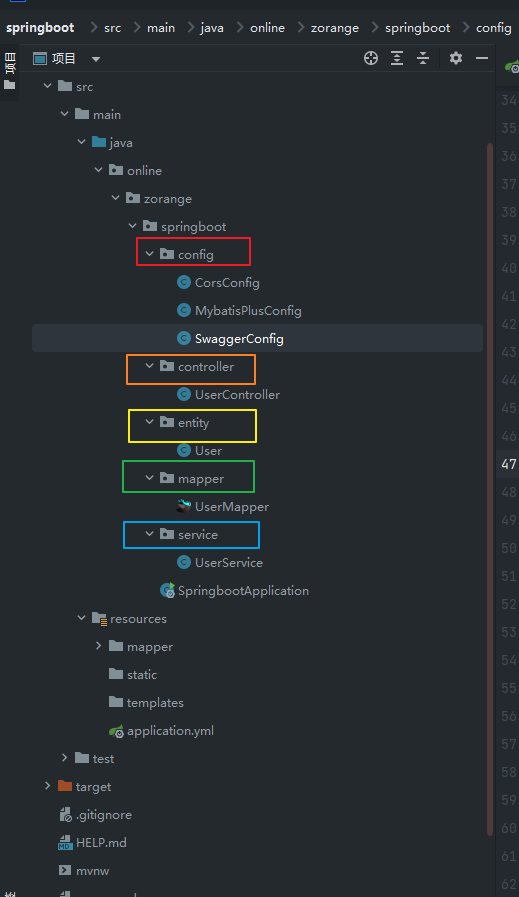 springboot > src > main > java > online > zorange > springboot > config
项目
项目
src
main
java
online
zorange
springboot
config
CorsConfig
MybatisPlusConfig
SwaggerConfig
controller
UserController
entity
User
mapper
UserMapper
service
UserService
SpringbootApplication
resources
mapper
static
templates
application.yml
test
target
.gitignore
HELP.md
mvnw
34
35
36
37
38
39
40
41
42
43
44
45
46
47
48
49
50
51
52
53
54
55
56
57
58
59
60
61
62